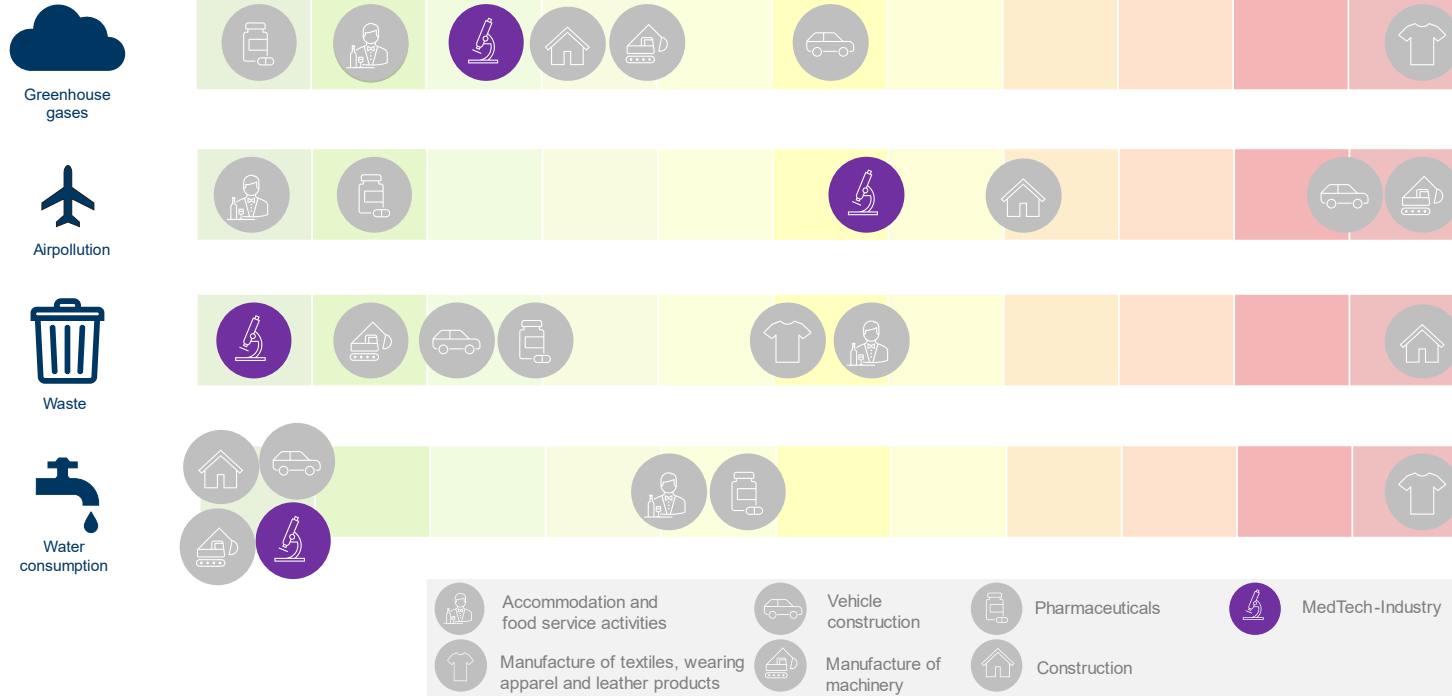 Greenhouse
gases
Airpollution
Waste
Water
consumption
Accommodation and
food service activities
Vehicle
construction
Pharmaceuticals
MedTech-Industry
Manufacture of textiles, wearing
apparel and leather products
Manufacture of
machinery
Construction